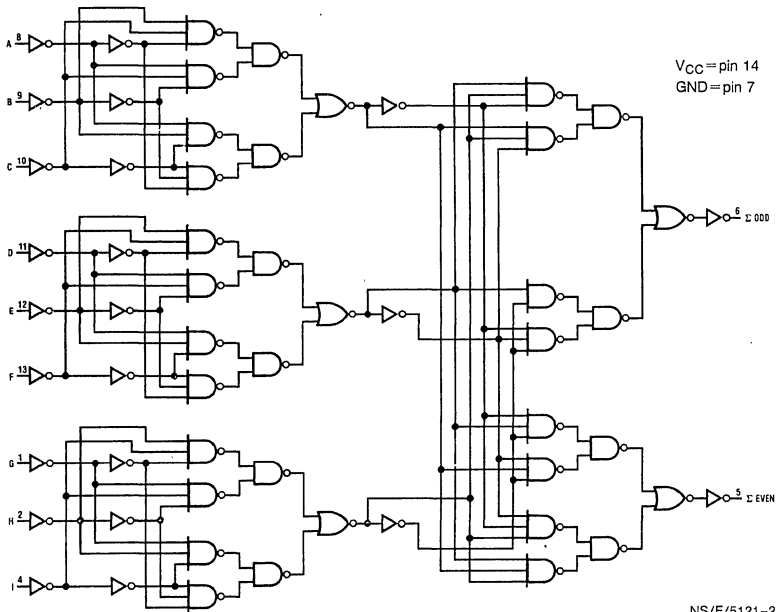 A 8
B 9
C 10
D 11
E 12
F 13
G 1
H 2
I 4
V_CC = pin 14
GND = pin 7
6 Σ ODD
5 Σ EVEN
NS/F/5121-2